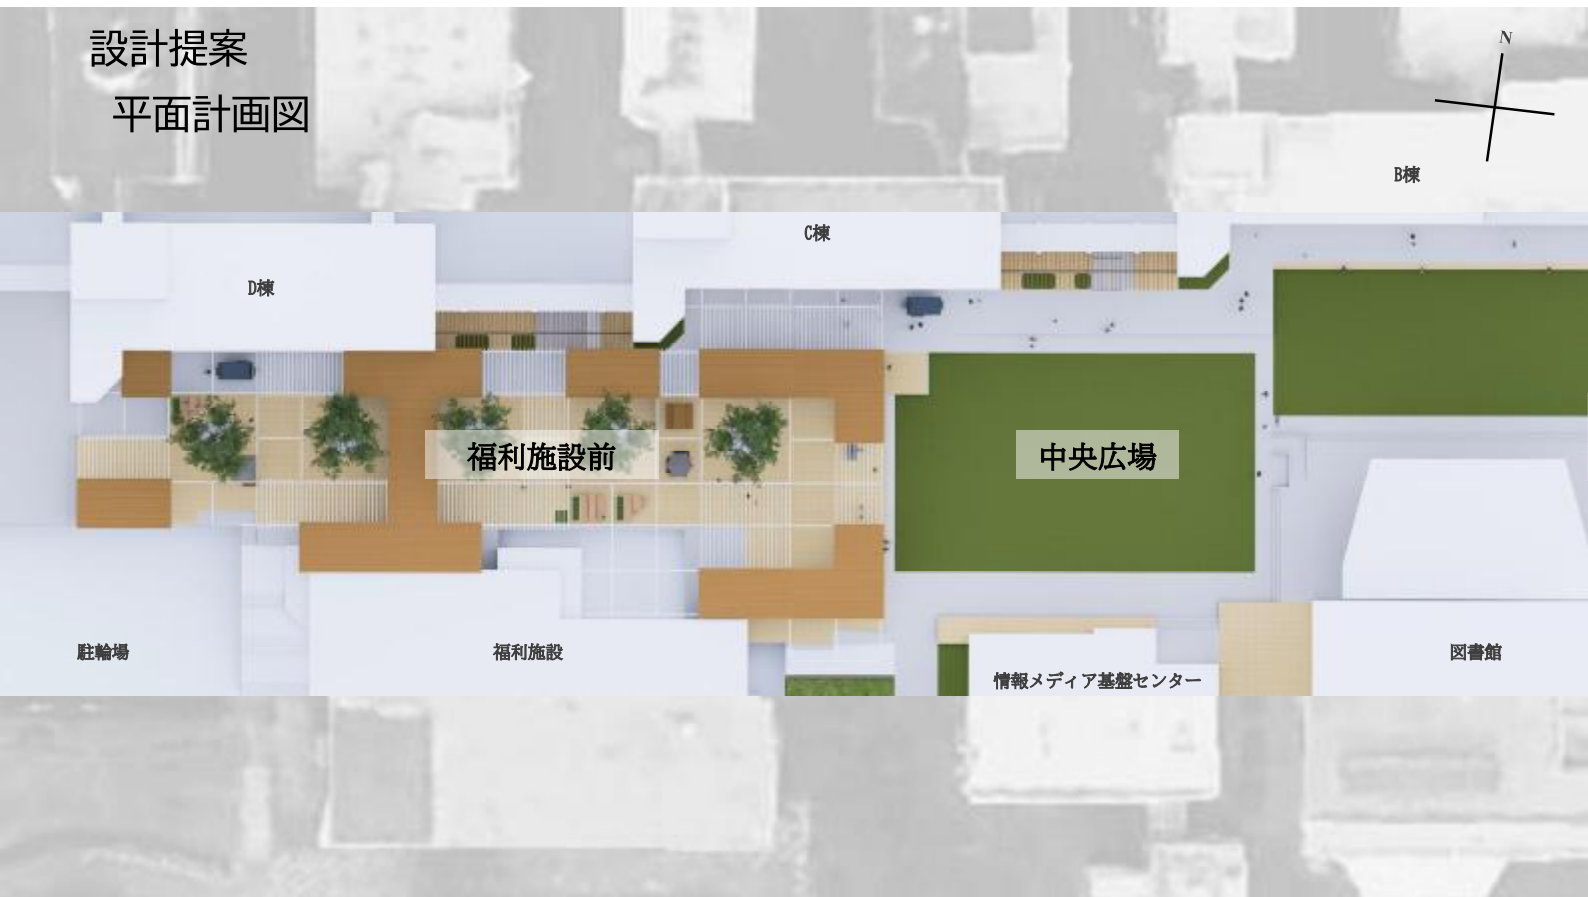 設計提案
平面計画図
N
B棟
C棟
D棟
福利施設前
中央広場
駐輪場
福利施設
図書館
情報メディア基盤センター